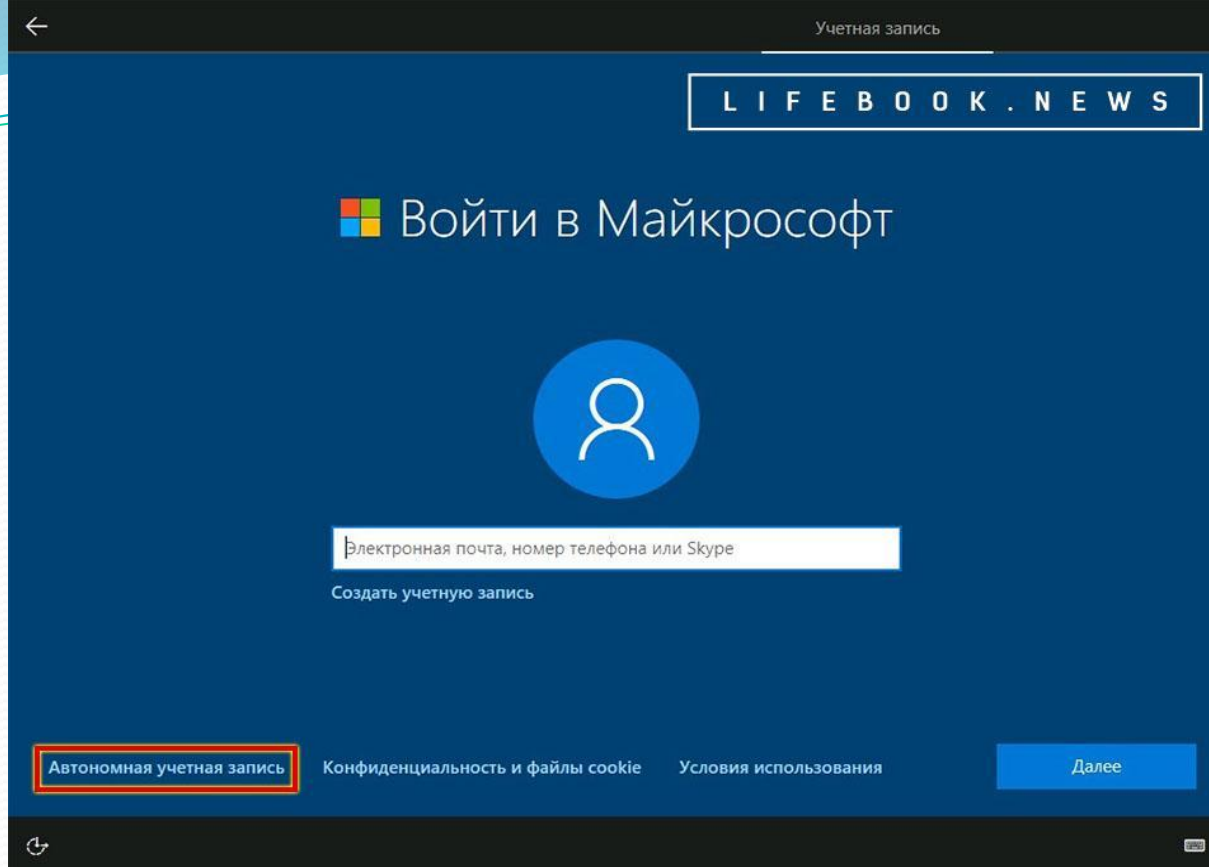 Учетная запись
LIFEBOOK.NEWS
Войти в Майкрософт
Электронная почта, номер телефона или Skype
Создать учетную запись
Автономная учетная запись Конфиденциальность и файлы cookie Условия использования Далее